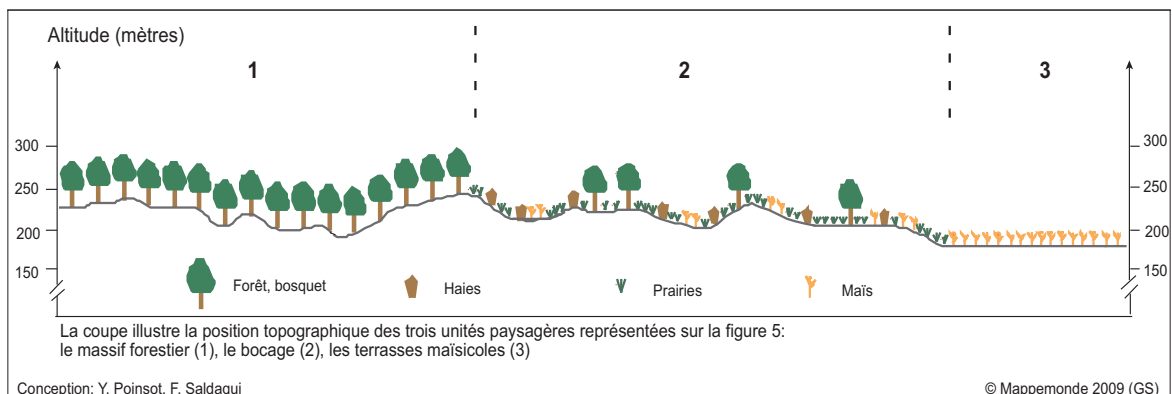 Altitude (mètres)
1
2
3
300
250
200
150
300
250
200
150
Forêt, bosquet
Haies
Prairies
Maïs
La coupe illustre la position topographique des trois unités paysagères représentées sur la figure 5:
le massif forestier (1), le bocage (2), les terrasses maïsicoles (3)
Conception: Y. Poinsot, F. Saldaqui
© Mappemonde 2009 (GS)